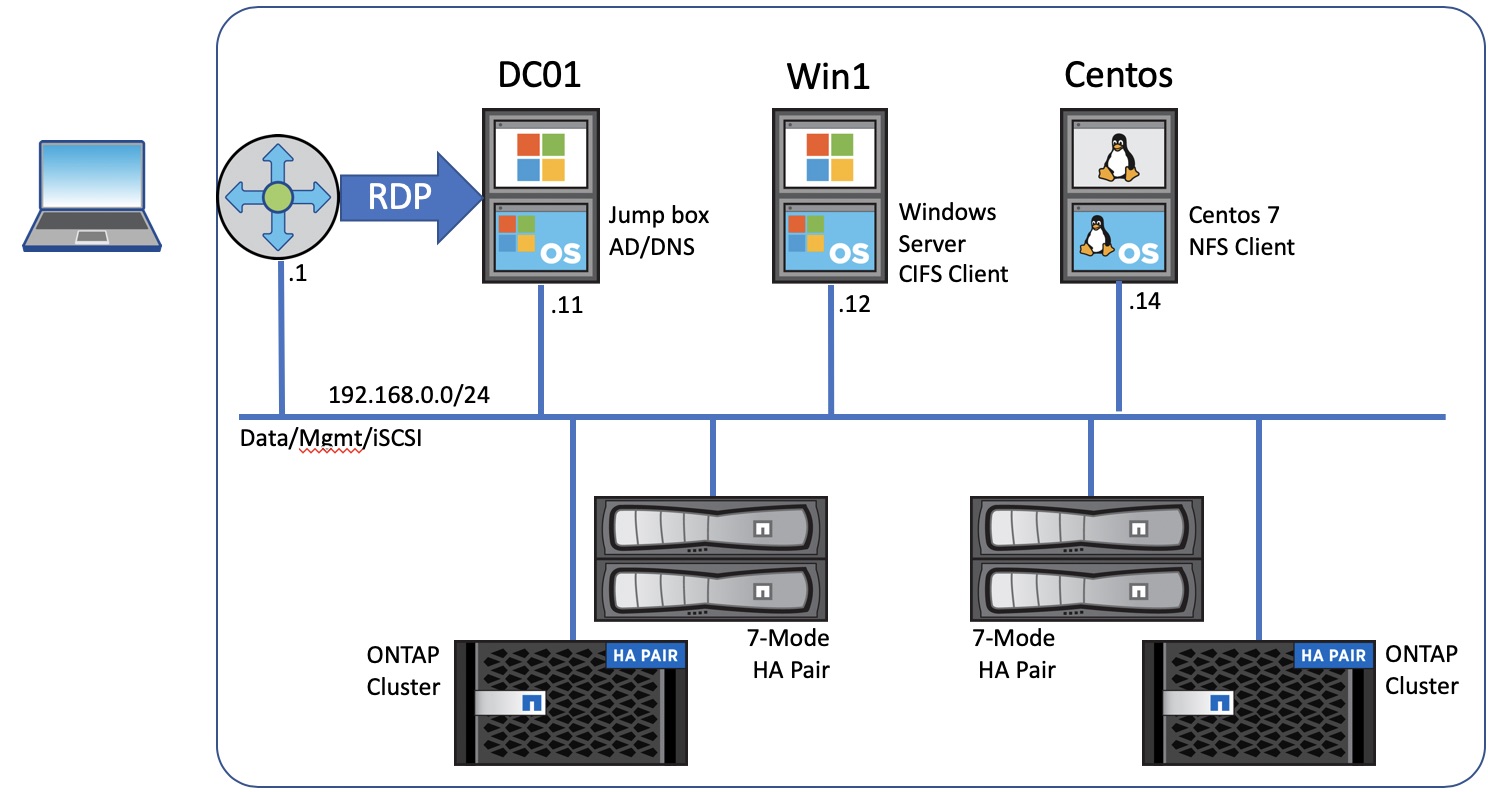 DC01
Win1
Centos
RDP
Jump box
AD/DNS
OS
Windows
Server
CIFS Client
OS
Centos 7
NFS Client
OS
.1
.11
.12
.14
192.168.0.0/24
Data/Mgmt/iSCSI
7-Mode
HA Pair
7-Mode
HA Pair
ONTAP
Cluster
HA PAIR
HA PAIR
ONTAP
Cluster